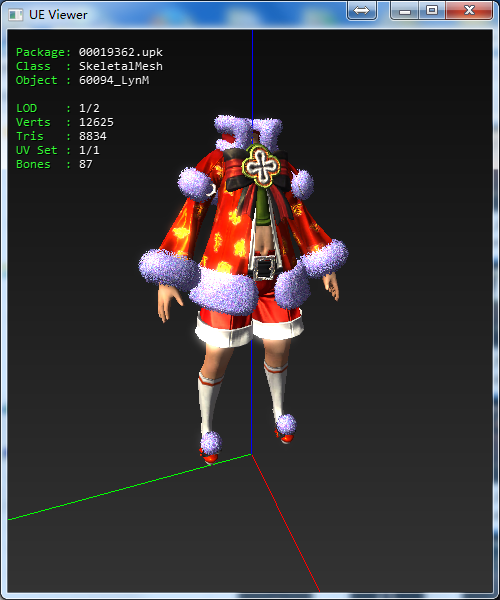 UE Viewer
Package: 00019362.upk
Class : SkeletalMesh
Object : 60094_LynM
LOD : 1/2
Verts : 12625
Tris : 8834
UV Set : 1/1
Bones : 87